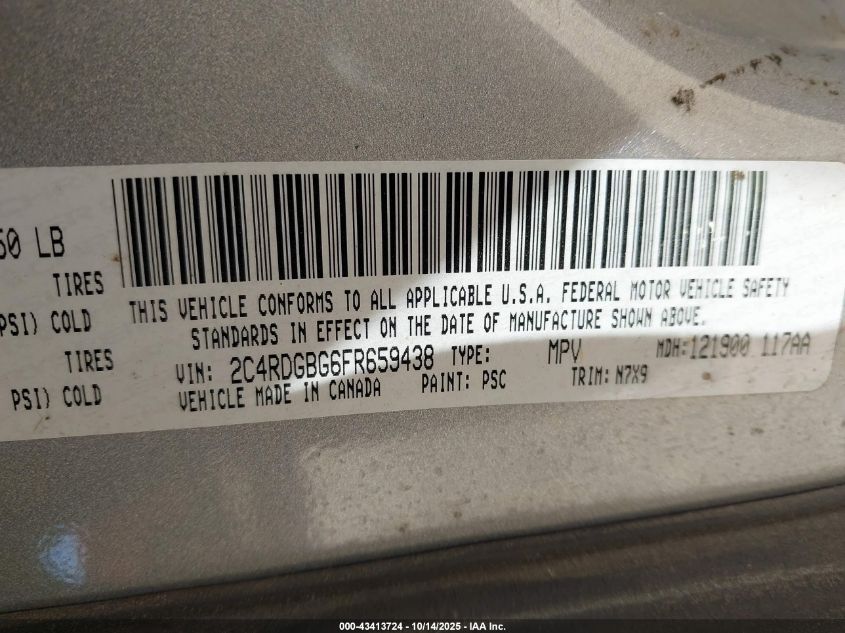 50 LB
TIRES
PSI) COLD
TIRES
PSI) COLD
THIS VEHICLE CONFORMS TO ALL APPLICABLE U.S.A. FEDERAL MOTOR VEHICLE SAFETY
STANDARDS IN EFFECT ON THE DATE OF MANUFACTURE SHOWN ABOVE.
VIN: 2C4RDGBG6FR659438 TYPE: MPV MDH:121900 117AA
VEHICLE MADE IN CANADA PAINT: PSC TRIM: N7X9
000-43413724 - 10/14/2025 - IAA Inc.